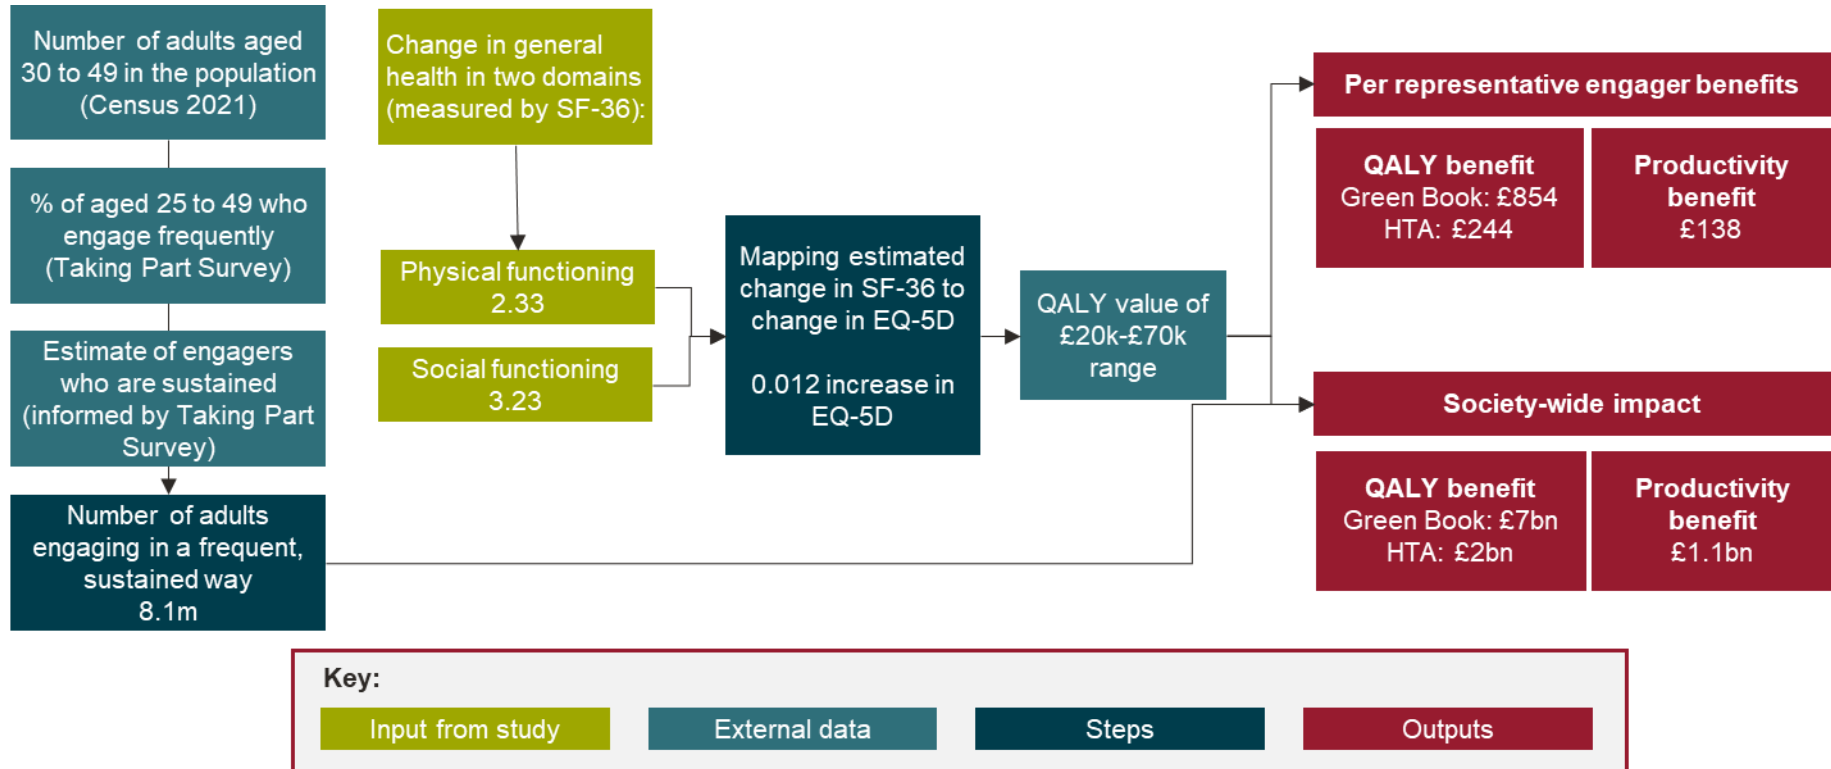 Number of adults aged
30 to 49 in the population
(Census 2021)
% of aged 25 to 49 who
engage frequently
(Taking Part Survey)
Estimate of engagers
who are sustained
(informed by Taking Part
Survey)
Number of adults
engaging in a frequent,
sustained way
8.1m
Change in general
health in two domains
(measured by SF-36):
Physical functioning
2.33
Social functioning
3.23
Mapping estimated
change in SF-36 to
change in EQ-5D
0.012 increase in
EQ-5D
QALY value of
£20k-£70k
range
Per representative engager benefits
QALY benefit
Green Book: £854
HTA: £244
Productivity
benefit
£138
Society-wide impact
QALY benefit
Green Book: £7bn
HTA: £2bn
Productivity
benefit
£1.1bn
Key:
Input from study
External data
Steps
Outputs